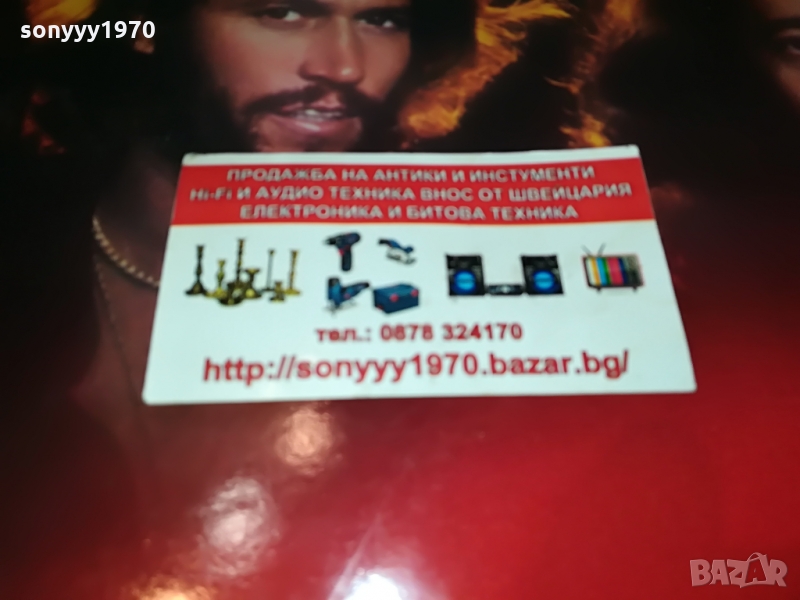 sonyyy1970
ПРОДАЖБА НА АНТИКИ И ИНСТУМЕНТИ
Hi-Fi И АУДИО ТЕХНИКА ВНОС ОТ ШВЕЙЦАРИЯ
ЕЛЕКТРОНИКА И БИТОВА ТЕХНИКА
тел.: 0878 324170
http://sonyyy1970.bazar.bg/
BAZAR
sonyyy1970